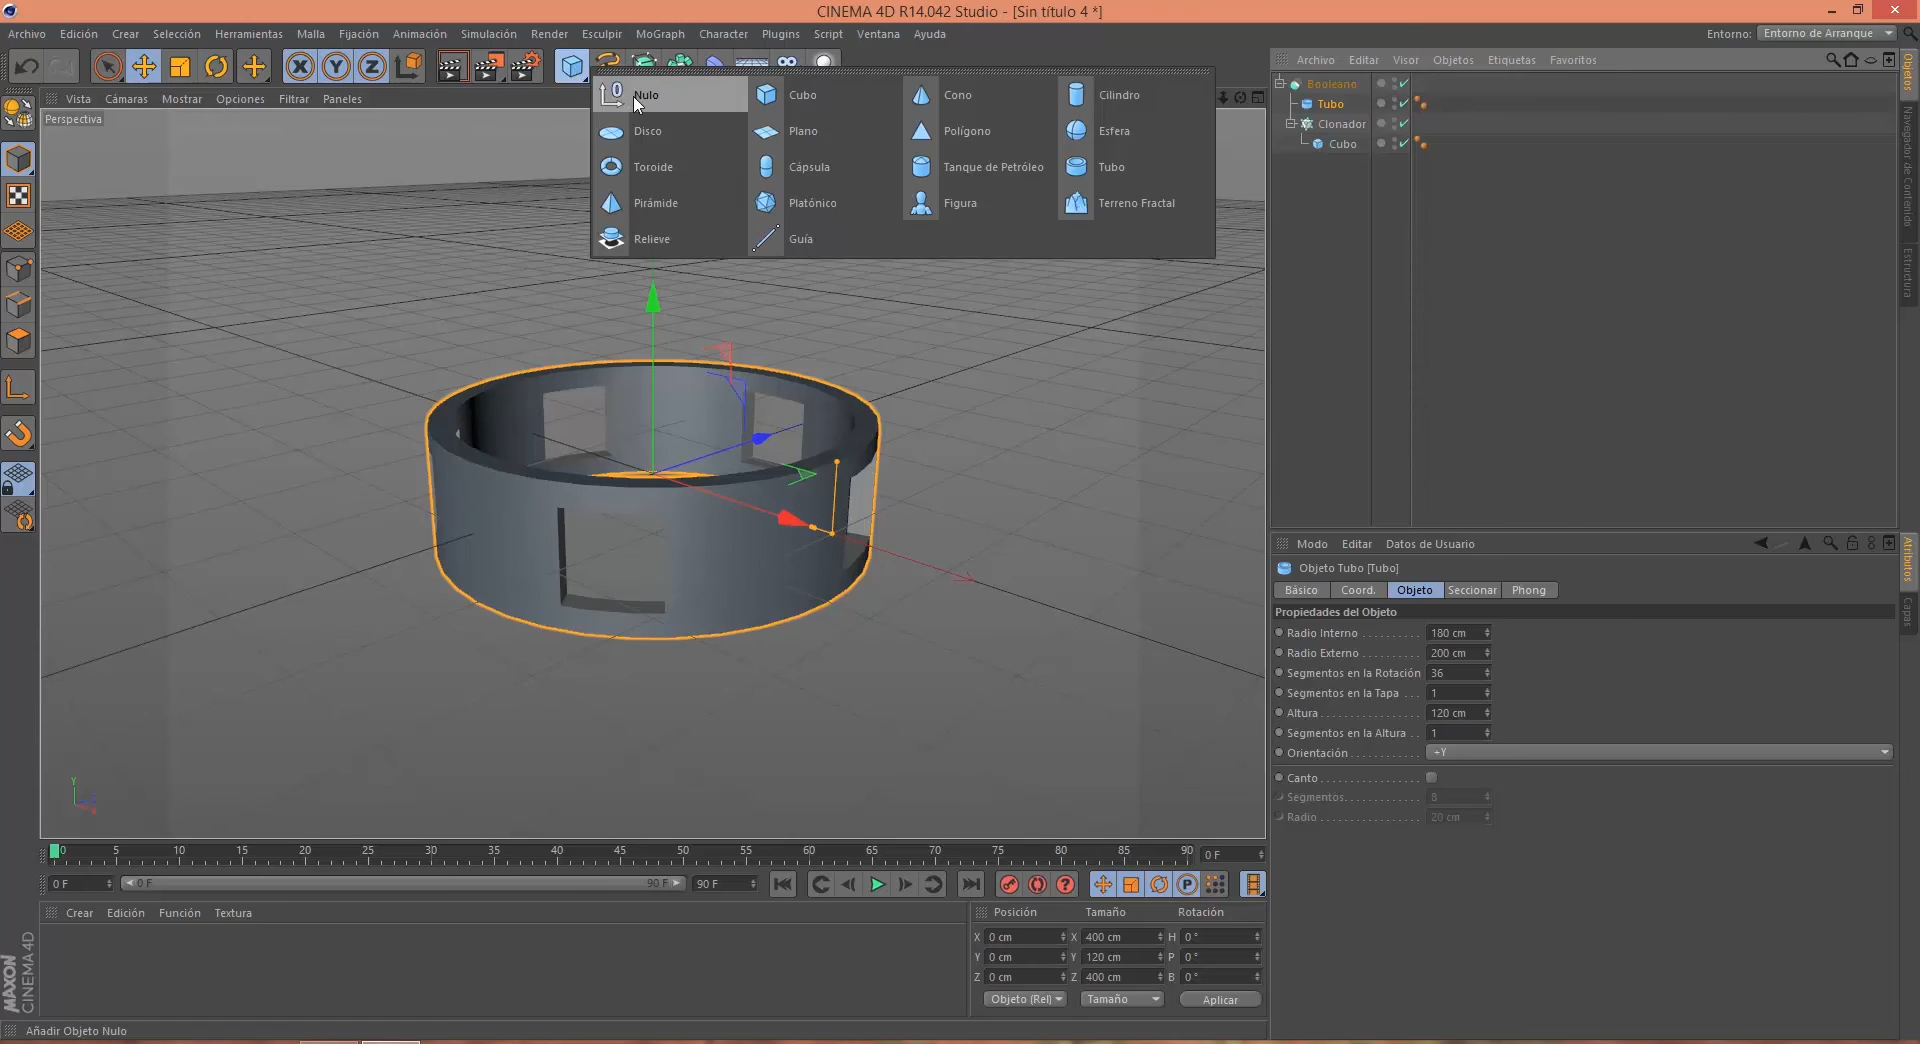 CINEMA 4D R14.042 Studio - [Sin título 4 *]
Archivo Edición Crear Selección Herramientas Malla Fijación Animación Simulación Render Esculpir MoGraph Character Plugins Script Ventana Ayuda Entorno: Entorno de Arranque
Archivo Editar Visor Objetos Etiquetas Favoritos
Vista Cámaras Mostrar Opciones Filtrar Paneles
Perspectiva
Nulo Cubo Cono Cilindro
Disco Plano Polígono Esfera
Toroide Cápsula Tanque de Petróleo Tubo
Pirámide Platónico Figura Terreno Fractal
Relieve Guía
Booleano
Tubo
Clonador
Cubo
Objetos
Navegador de Contenido
Estructura
Modo Editar Datos de Usuario
Objeto Tubo [Tubo]
Básico Coord. Objeto Seccionar Phong
Propiedades del Objeto
Radio Interno 180 cm
Radio Externo 200 cm
Segmentos en la Rotación 36
Segmentos en la Tapa 1
Altura 120 cm
Segmentos en la Altura 1
Orientación +Y
Canto
Segmentos 8
Radio 20 cm
Atributos
Capas
Y
0 5 10 15 20 25 30 35 40 45 50 55 60 65 70 75 80 85 90 0 F
0 F 0 F 90 F 90 F
Crear Edición Función Textura
Posición Tamaño Rotación
X 0 cm X 400 cm H 0 °
Y 0 cm Y 120 cm P 0 °
Z 0 cm Z 400 cm B 0 °
Objeto (Rel) Tamaño Aplicar
MAXON
CINEMA 4D
Añadir Objeto Nulo